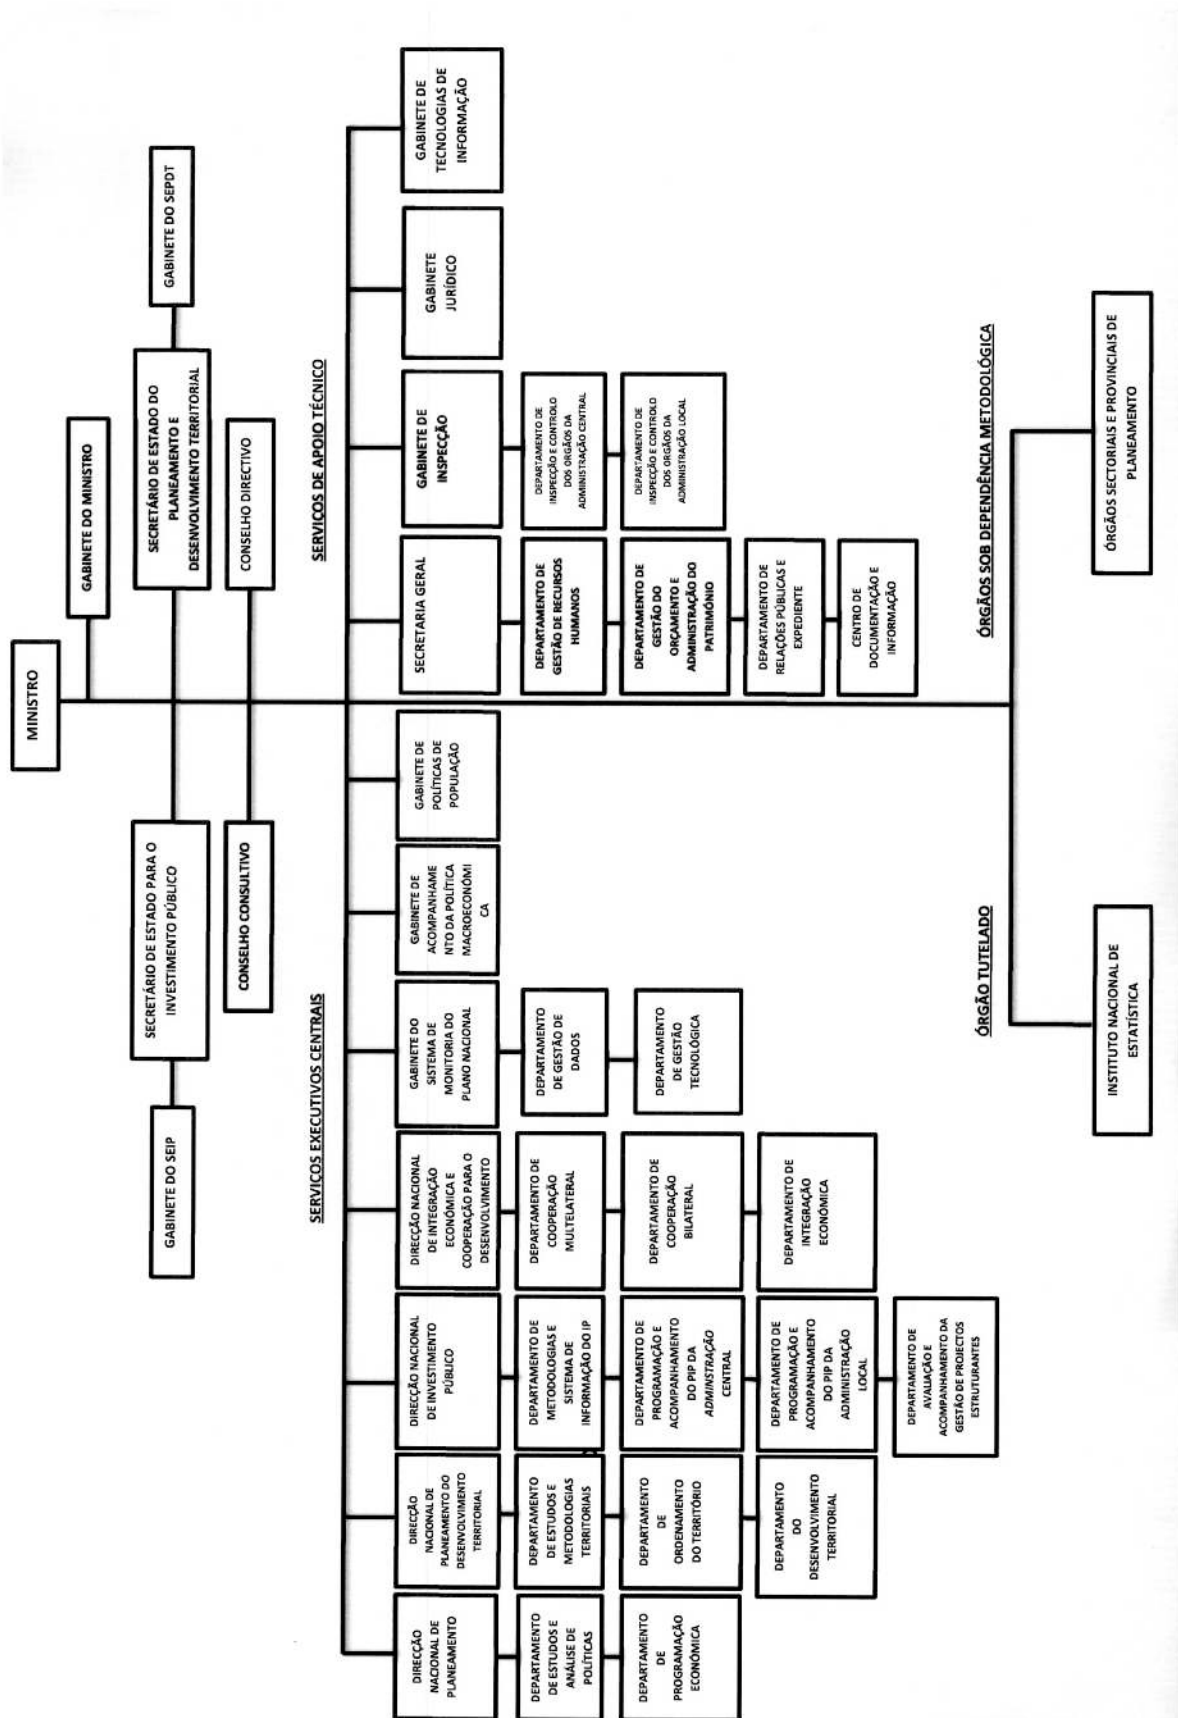 MINISTRO
GABINETE DO MINISTRO
GABINETE DO SEIP
SECRETÁRIO DE ESTADO PARA O
INVESTIMENTO PÚBLICO
SECRETÁRIO DE ESTADO DO
PLANEAMENTO E
DESENVOLVIMENTO TERRITORIAL
GABINETE DO SEPDT
CONSELHO CONSULTIVO
CONSELHO DIRECTIVO
SERVIÇOS EXECUTIVOS CENTRAIS
SERVIÇOS DE APOIO TÉCNICO
DIRECÇÃO
NACIONAL DE
PLANEAMENTO
DEPARTAMENTO
DE ESTUDOS E
ANÁLISE DE
POLÍTICAS
DEPARTAMENTO
DE
PROGRAMAÇÃO
ECONÓMICA
DIRECÇÃO
NACIONAL DE
PLANEAMENTO DO
DESENVOLVIMENTO
TERRITORIAL
DEPARTAMENTO
DE ESTUDOS E
METODOLOGIAS
TERRITORIAIS
DEPARTAMENTO
DE
ORDENAMENTO
DO TERRITÓRIO
DEPARTAMENTO
DO
DESENVOLVIMENTO
TERRITORIAL
DIRECÇÃO NACIONAL
DE INVESTIMENTO
PÚBLICO
DEPARTAMENTO DE
METODOLOGIAS E
SISTEMA DE
INFORMAÇÃO DO IP
DEPARTAMENTO DE
PROGRAMAÇÃO E
ACOMPANHAMENTO
DO PIP DA
ADMINSTRAÇÃO
CENTRAL
DEPARTAMENTO DE
PROGRAMAÇÃO E
ACOMPANHAMENTO
DO PIP DA
ADMINISTRAÇÃO
LOCAL
DEPARTAMENTO DE
AVALIAÇÃO E
ACOMPANHAMENTO DA
GESTÃO DE PROJECTOS
ESTRUTURANTES
DIRECÇÃO NACIONAL
DE INTEGRAÇÃO
ECONÓMICA E
COOPERAÇÃO PARA O
DESENVOLVIMENTO
DEPARTAMENTO DE
COOPERAÇÃO
MULTELATERAL
DEPARTAMENTO DE
COOPERAÇÃO
BILATERAL
DEPARTAMENTO DE
INTEGRAÇÃO
ECONÓMICA
GABINETE DO
SISTEMA DE
MONITORIA DO
PLANO NACIONAL
DEPARTAMENTO
DE GESTÃO DE
DADOS
DEPARTAMENTO
DE GESTÃO
TECNOLÓGICA
GABINETE DE
ACOMPANHAME
NTO DA POLÍTICA
MACROECONÓMI
CA
GABINETE DE
POLÍTICAS DE
POPULAÇÃO
SECRETARIA GERAL
DEPARTAMENTO DE
GESTÃO DE RECURSOS
HUMANOS
DEPARTAMENTO DE
GESTÃO DO
ORÇAMENTO E
ADMINISTRAÇÃO DO
PATRIMÓNIO
DEPARTAMENTO DE
RELAÇÕES PÚBLICAS E
EXPEDIENTE
CENTRO DE
DOCUMENTAÇÃO E
INFORMAÇÃO
GABINETE DE
INSPECÇÃO
DEPARTAMENTO DE
INSPECÇÃO E CONTROLO
DOS ORGÃOS DA
ADMINISTRAÇÃO CENTRAL
DEPARTAMENTO DE
INSPECÇÃO E CONTROLO
DOS ORGÃOS DA
ADMINISTRAÇÃO LOCAL
GABINETE
JURÍDICO
GABINETE DE
TECNOLOGIAS DE
INFORMAÇÃO
ÓRGÃO TUTELADO
ÓRGÃOS SOB DEPENDÊNCIA METODOLÓGICA
INSTITUTO NACIONAL DE
ESTATÍSTICA
ÓRGÃOS SECTORIAIS E PROVINCIAIS DE
PLANEAMENTO